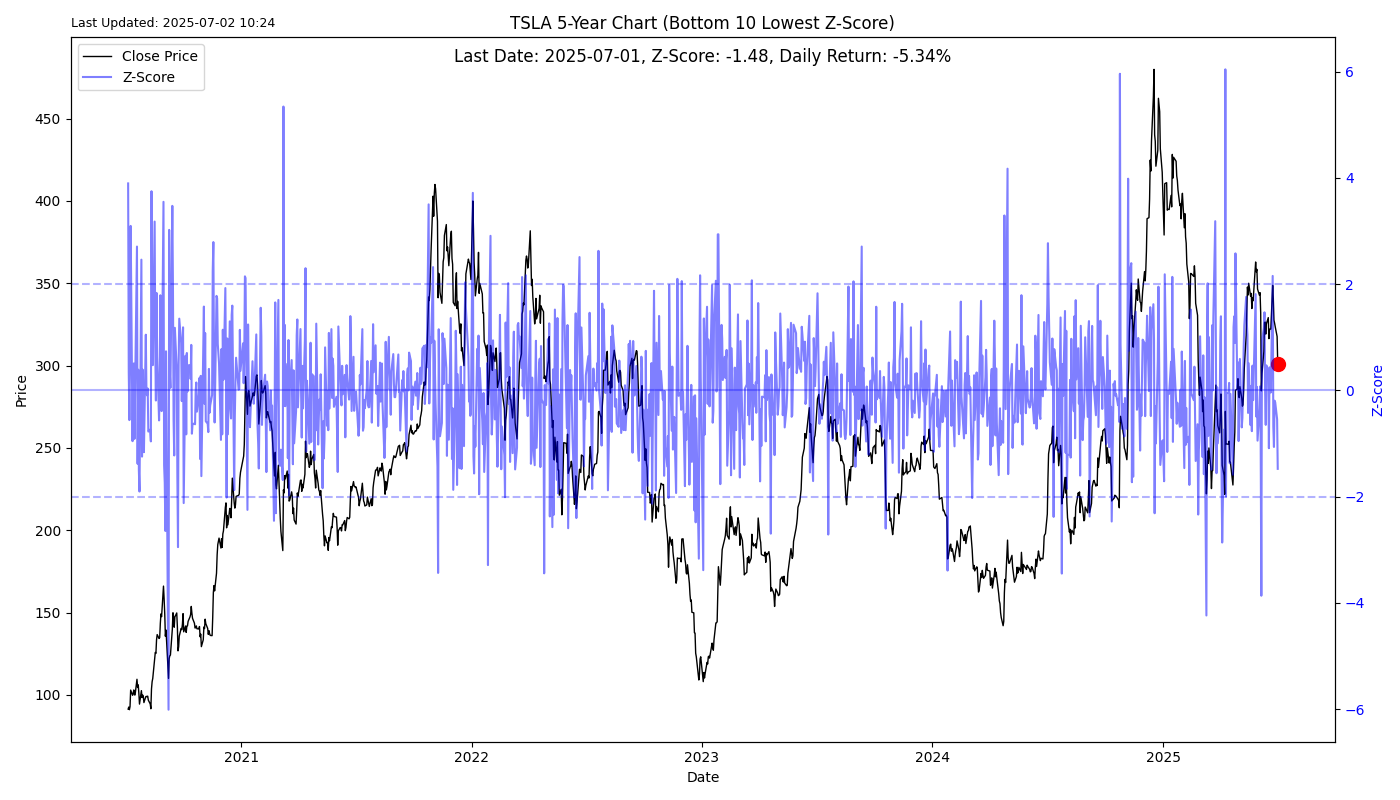 Last Updated: 2025-07-02 10:24
TSLA 5-Year Chart (Bottom 10 Lowest Z-Score)
Last Date: 2025-07-01, Z-Score: -1.48, Daily Return: -5.34%
Close Price
Z-Score
Price
450
400
350
300
250
200
150
100
6
4
2
0
−2
−4
−6
Z-Score
2021
2022
2023
2024
2025
Date